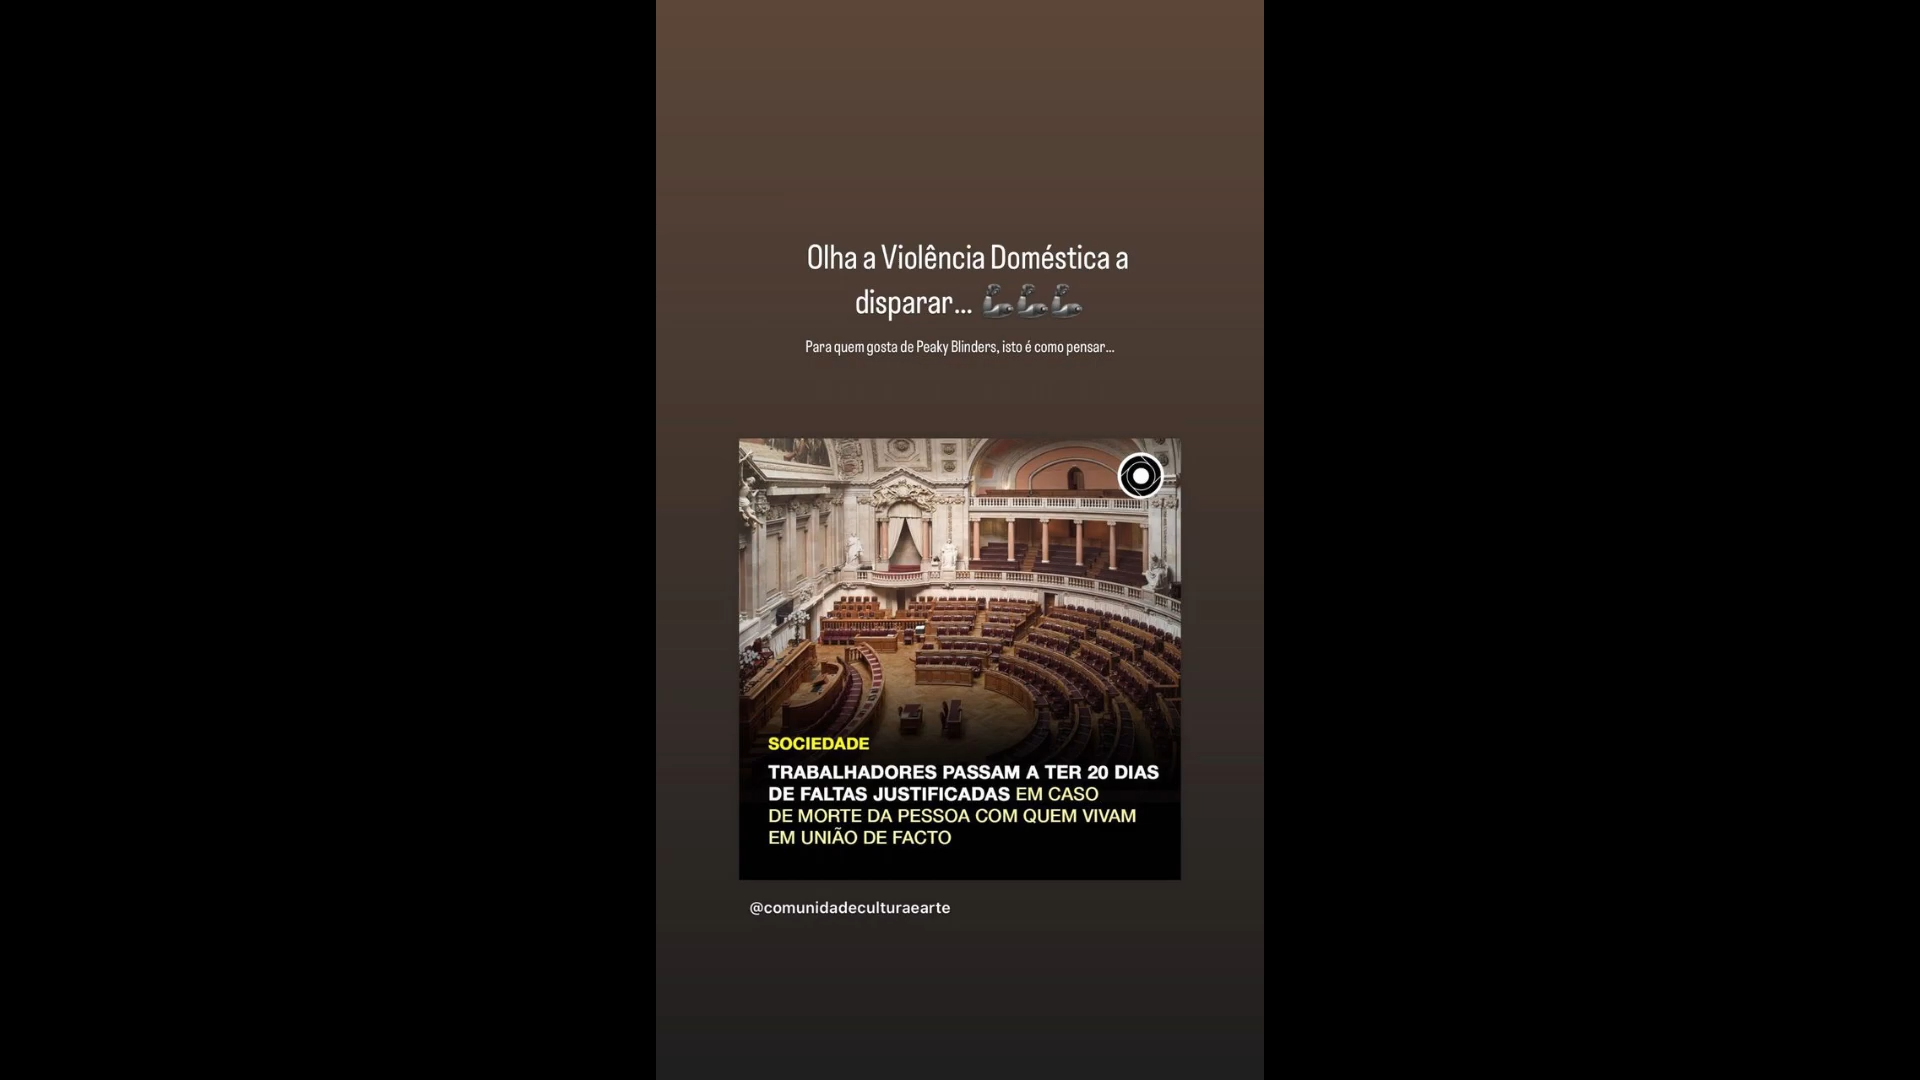 Olha a Violência Doméstica a
disparar... 🦾🦾🦾
Para quem gosta de Peaky Blinders, isto é como pensar...
SOCIEDADE
TRABALHADORES PASSAM A TER 20 DIAS
DE FALTAS JUSTIFICADAS EM CASO
DE MORTE DA PESSOA COM QUEM VIVAM
EM UNIÃO DE FACTO
@comunidadeculturaearte